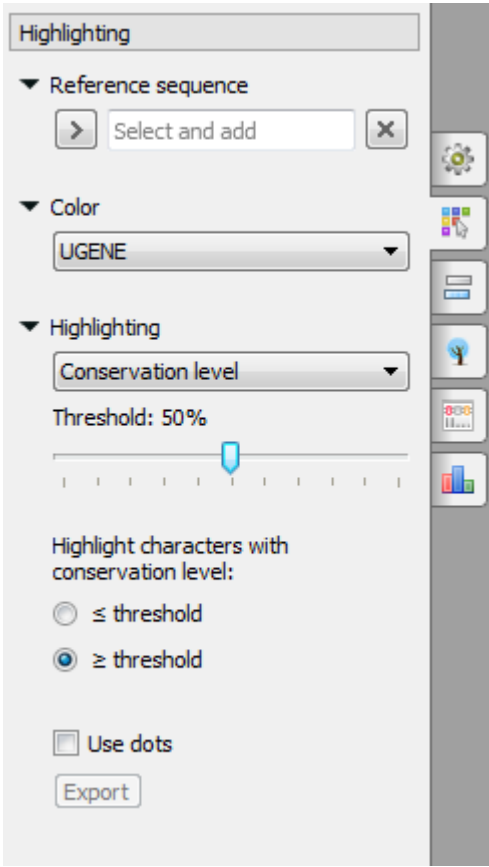 Highlighting
Reference sequence
Select and add
Color
UGENE
Highlighting
Conservation level
Threshold: 50%
Highlight characters with
conservation level:
≤ threshold
≥ threshold
Use dots
Export